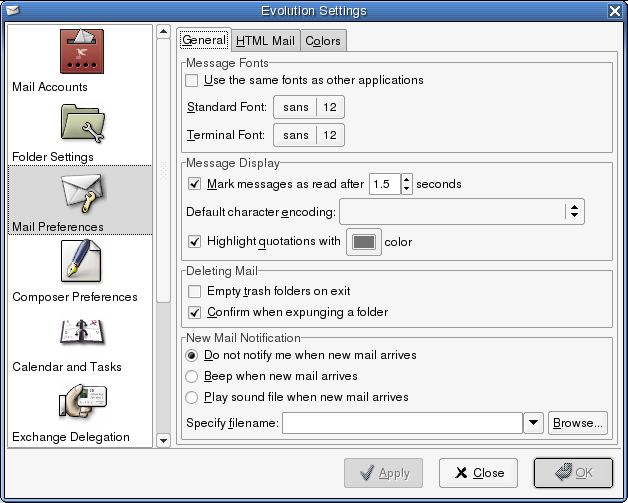 Evolution Settings
Mail Accounts
Folder Settings
Mail Preferences
Composer Preferences
Calendar and Tasks
Exchange Delegation
General HTML Mail Colors
Message Fonts
Use the same fonts as other applications
Standard Font: sans 12
Terminal Font: sans 12
Message Display
Mark messages as read after 1.5 seconds
Default character encoding:
Highlight quotations with color
Deleting Mail
Empty trash folders on exit
Confirm when expunging a folder
New Mail Notification
Do not notify me when new mail arrives
Beep when new mail arrives
Play sound file when new mail arrives
Specify filename: Browse...
Apply Close OK